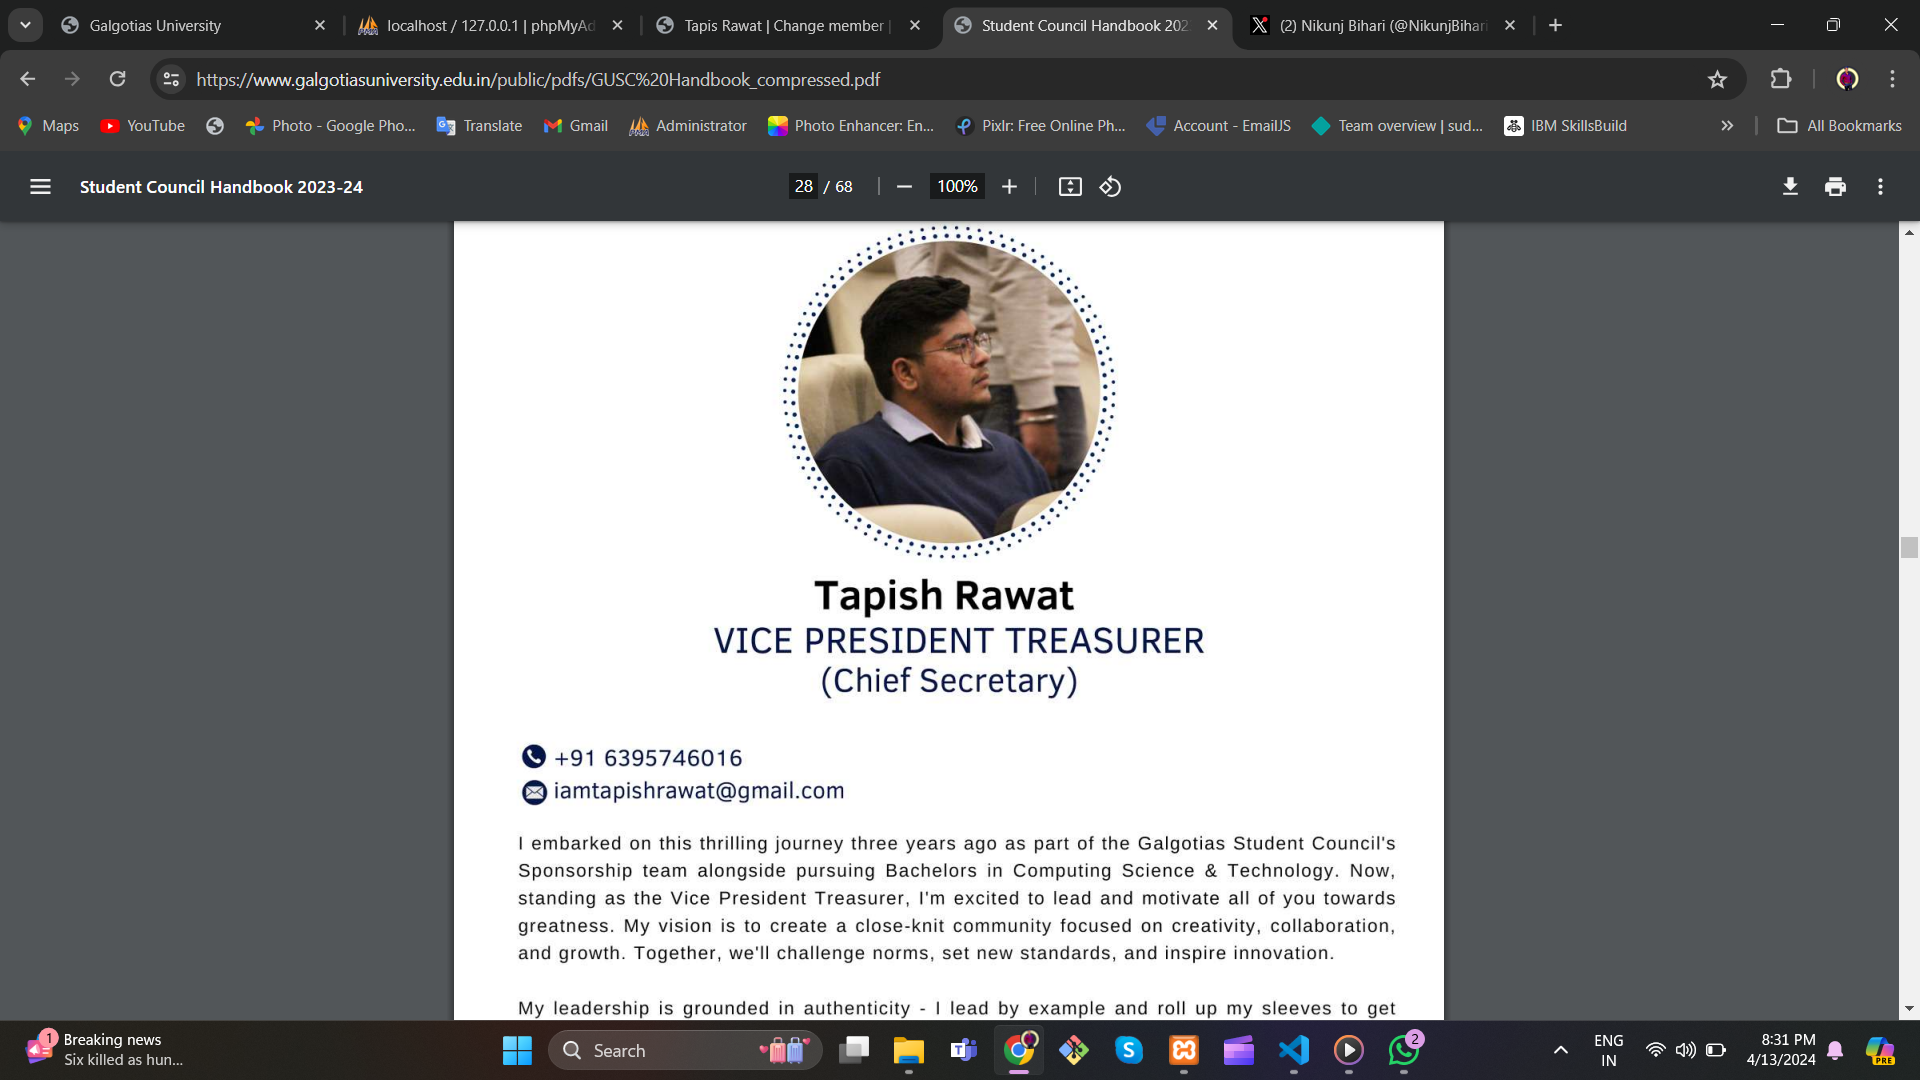 Galgotias University
localhost / 127.0.0.1 | phpMyAd
Tapis Rawat | Change member |
Student Council Handbook 202
(2) Nikunj Bihari (@NikunjBihari
https://www.galgotiasuniversity.edu.in/public/pdfs/GUSC%20Handbook_compressed.pdf
Maps
YouTube
Photo - Google Pho...
Translate
Gmail
Administrator
Photo Enhancer: En...
Pixlr: Free Online Ph...
Account - EmailJS
Team overview | sud...
IBM SkillsBuild
All Bookmarks
Student Council Handbook 2023-24
28 / 68
100%
Tapish Rawat
VICE PRESIDENT TREASURER
(Chief Secretary)
+91 6395746016
iamtapishrawat@gmail.com
I embarked on this thrilling journey three years ago as part of the Galgotias Student Council's
Sponsorship team alongside pursuing Bachelors in Computing Science & Technology. Now,
standing as the Vice President Treasurer, I'm excited to lead and motivate all of you towards
greatness. My vision is to create a close-knit community focused on creativity, collaboration,
and growth. Together, we'll challenge norms, set new standards, and inspire innovation.
My leadership is grounded in authenticity - I lead by example and roll up my sleeves to get
1
Breaking news
Six killed as hun...
Search
2
ENG
IN
8:31 PM
4/13/2024
PRE